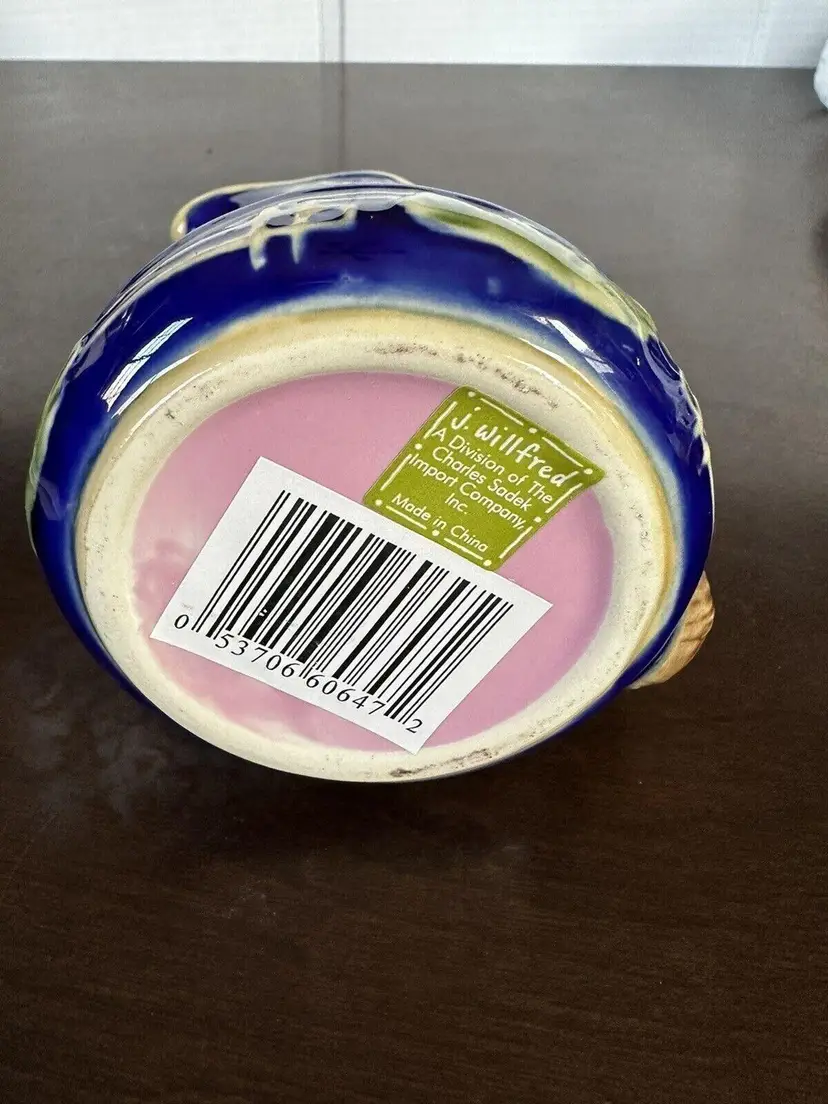 J. Willfred
A Division of The
Charles Sadek
Import Company,
Inc.
Made in China
0 53706 60647 2